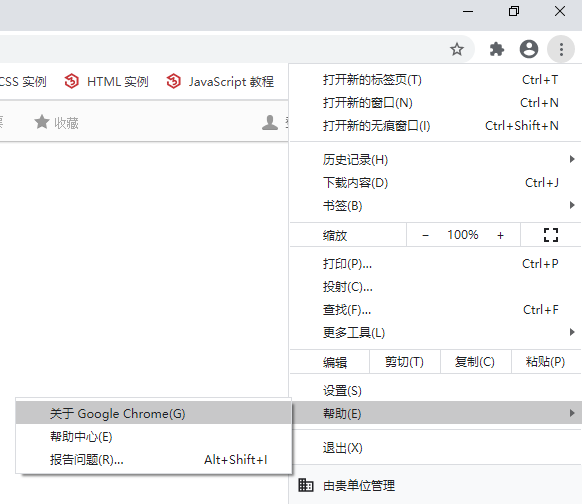 CSS 实例 HTML 实例 JavaScript 教程
收藏
打开新的标签页(T) Ctrl+T
打开新的窗口(N) Ctrl+N
打开新的无痕窗口(I) Ctrl+Shift+N
历史记录(H)
下载内容(D) Ctrl+J
书签(B)
缩放 − 100% +
打印(P)... Ctrl+P
投射(C)...
查找(F)... Ctrl+F
更多工具(L)
编辑 剪切(T) 复制(C) 粘贴(P)
设置(S)
帮助(E)
关于 Google Chrome(G)
帮助中心(E)
报告问题(R)... Alt+Shift+I
退出(X)
由贵单位管理